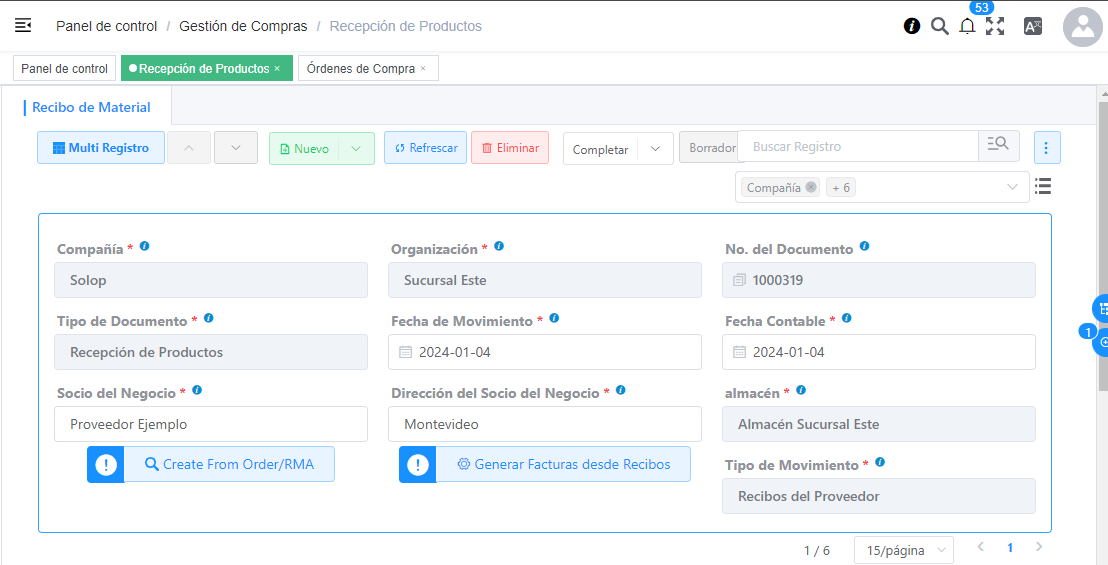 53
Panel de control / Gestión de Compras / Recepción de Productos
Panel de control Recepción de Productos × Órdenes de Compra ×
Recibo de Material
Multi Registro Nuevo Refrescar Eliminar Completar Borrador Buscar Registro
Compañía + 6
Compañía * Organización * No. del Documento
Solop Sucursal Este 1000319
Tipo de Documento * Fecha de Movimiento * Fecha Contable *
Recepción de Productos 2024-01-04 2024-01-04
1
Socio del Negocio * Dirección del Socio del Negocio * almacén *
Proveedor Ejemplo Montevideo Almacén Sucursal Este
Create From Order/RMA Generar Facturas desde Recibos
Tipo de Movimiento *
Recibos del Proveedor
1 / 6 15/página 1